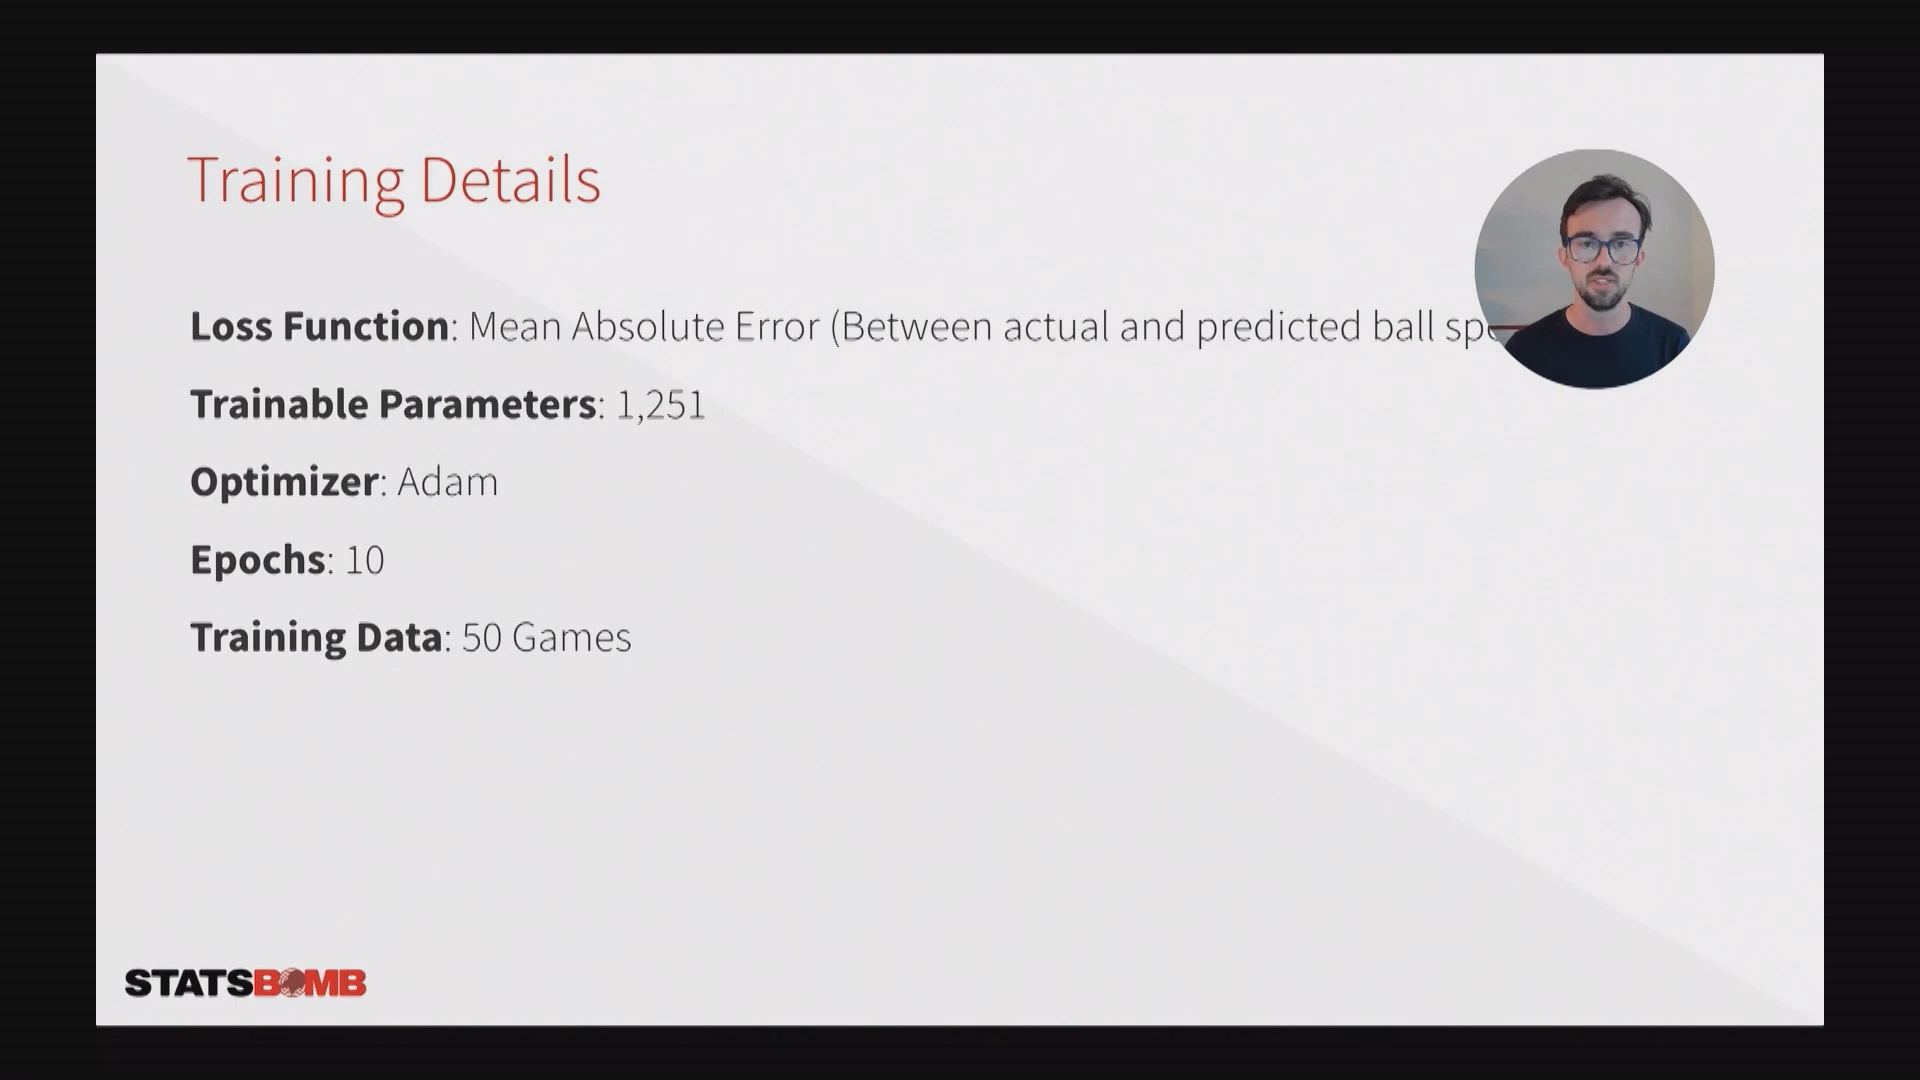 Training Details
Loss Function: Mean Absolute Error (Between actual and predicted ball
Trainable Parameters: 1,251
Optimizer: Adam
Epochs: 10
Training Data: 50 Games
STATSBOMB